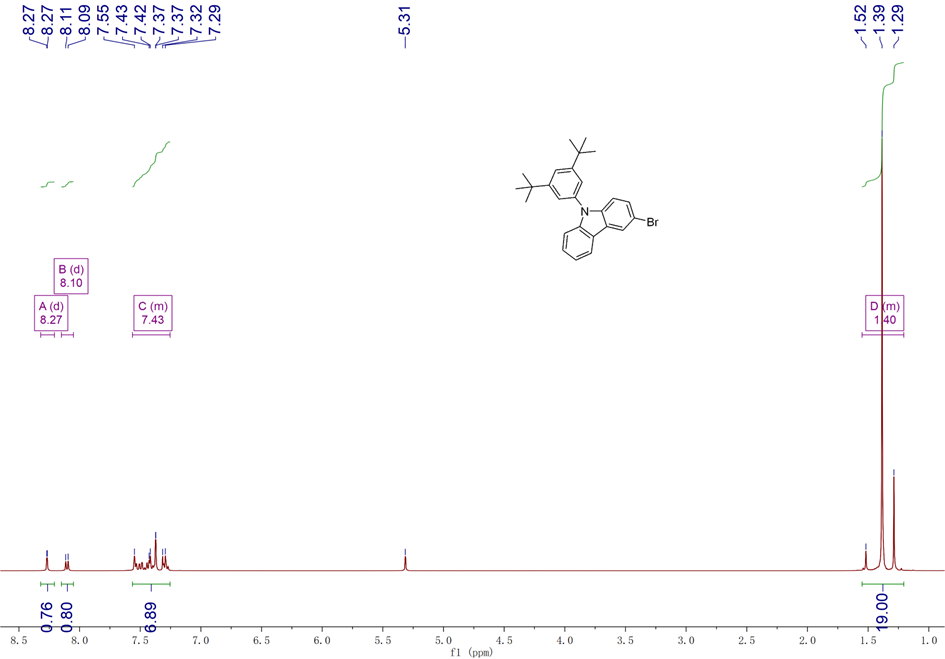 8.27
8.27
8.11
8.09
7.55
7.43
7.42
7.37
7.37
7.32
7.29
5.31
1.52
1.39
1.29
N
Br
B (d)
8.10
A (d)
8.27
C (m)
7.43
D (m)
1.40
0.76
0.80
6.89
19.00
8.5 8.0 7.5 7.0 6.5 6.0 5.5 5.0 4.5 4.0 3.5 3.0 2.5 2.0 1.5 1.0
f1 (ppm)